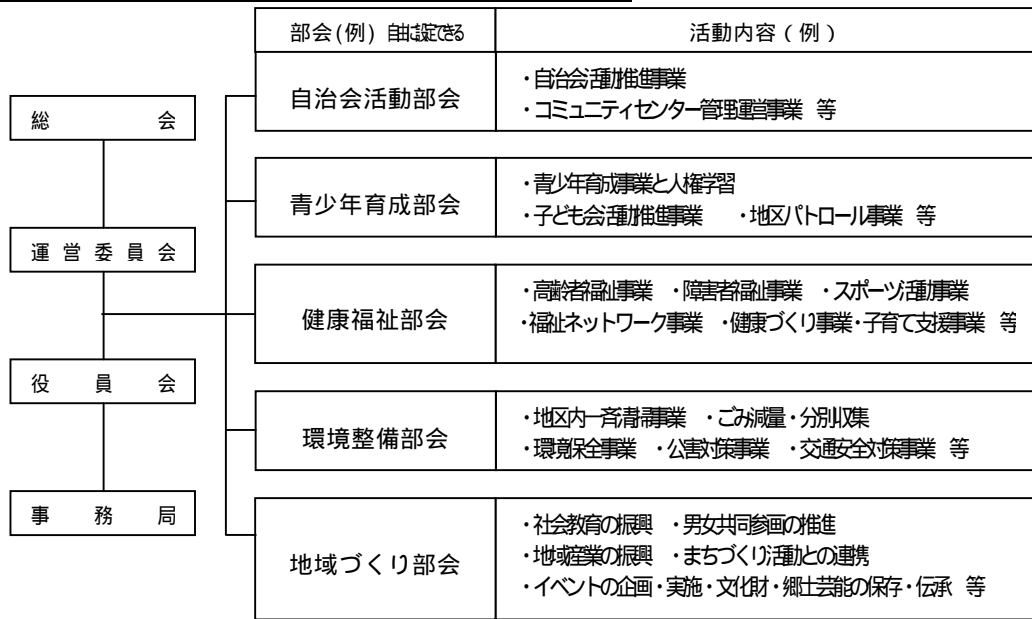 部会(例) 自由に設定できる
活動内容(例)
総会
運営委員会
役員会
事務局
自治会活動部会
・自治会活動推進事業
・コミュニティセンター管理運営事業 等
青少年育成部会
・青少年育成事業と人権学習
・子ども会活動推進事業 ・地区パトロール事業 等
健康福祉部会
・高齢者福祉事業 ・障害者福祉事業 ・スポーツ活動事業
・福祉ネットワーク事業 ・健康づくり事業・子育て支援事業 等
環境整備部会
・地区内一斉清掃事業 ・ごみ減量・分別収集
・環境保全事業 ・公害対策事業 ・交通安全対策事業 等
地域づくり部会
・社会教育の振興 ・男女共同参画の推進
・地域産業の振興 ・まちづくり活動との連携
・イベントの企画・実施・文化財・郷土芸能の保存・伝承 等